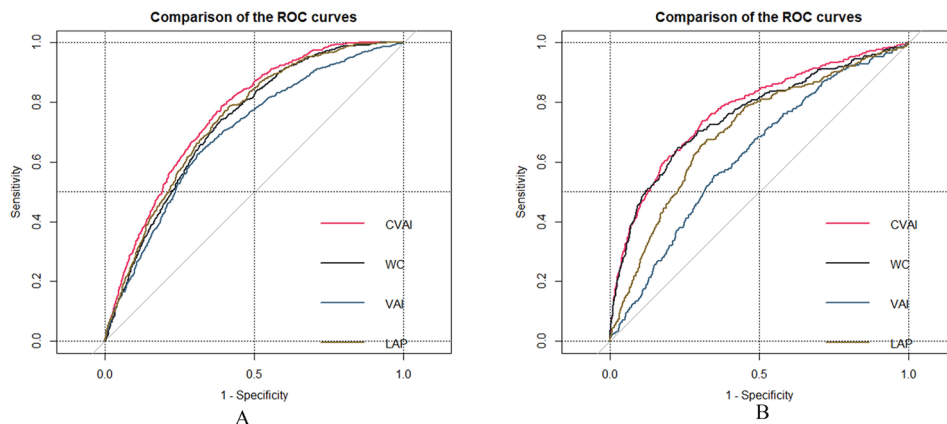 Comparison of the ROC curves
Sensitivity
1.0
0.8
0.6
0.4
0.2
0.0
CVAI
WC
VAI
LAP
0.0 0.5 1.0
1 - Specificity
A
Comparison of the ROC curves
Sensitivity
1.0
0.8
0.6
0.4
0.2
0.0
CVAI
WC
VAI
LAP
0.0 0.5 1.0
1 - Specificity
B